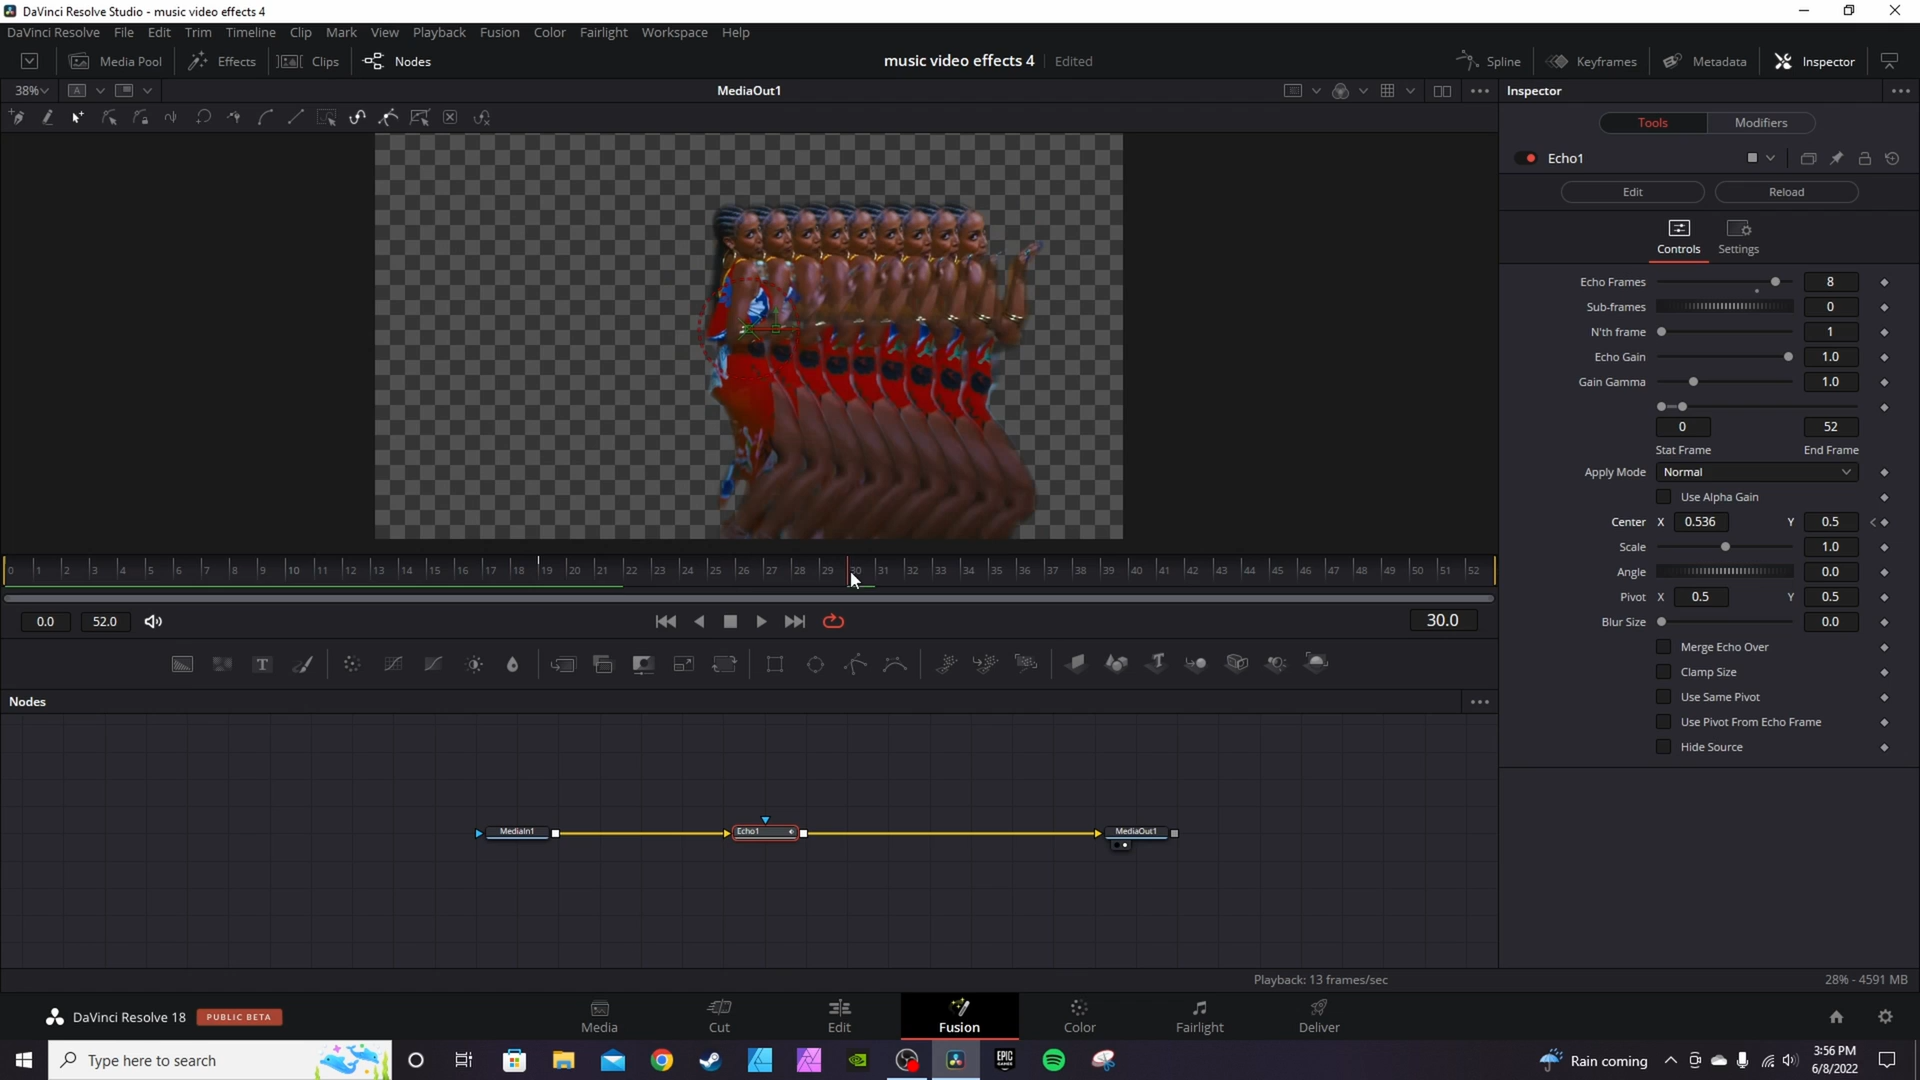 DaVinci Resolve Studio - music video effects 4
DaVinci Resolve File Edit Trim Timeline Clip Mark View Playback Fusion Color Fairlight Workspace Help
Media Pool Effects Clips Nodes music video effects 4 Edited Spline Keyframes Metadata Inspector
38% A MediaOut1 Inspector
Tools Modifiers
Echo1
Edit Reload
Controls Settings
Echo Frames 8
Sub-frames 0
N'th frame 1
Echo Gain 1.0
Gain Gamma 1.0
0 52
Stat Frame End Frame
Apply Mode Normal
Use Alpha Gain
Center X 0.536 Y 0.5
Scale 1.0
Angle 0.0
Pivot X 0.5 Y 0.5
Blur Size 0.0
Merge Echo Over
Clamp Size
Use Same Pivot
Use Pivot From Echo Frame
Hide Source
0 1 2 3 4 5 6 7 8 9 10 11 12 13 14 15 16 17 18 19 20 21 22 23 24 25 26 27 28 29 30 31 32 33 34 35 36 37 38 39 40 41 42 43 44 45 46 47 48 49 50 51 52
0.0 52.0 30.0
T T
Nodes
MediaIn1 Echo1 MediaOut1
Playback: 13 frames/sec 28% - 4591 MB
DaVinci Resolve 18 PUBLIC BETA Media Cut Edit Fusion Color Fairlight Deliver
Type here to search EPIC GAMES Rain coming 3:56 PM
6/8/2022